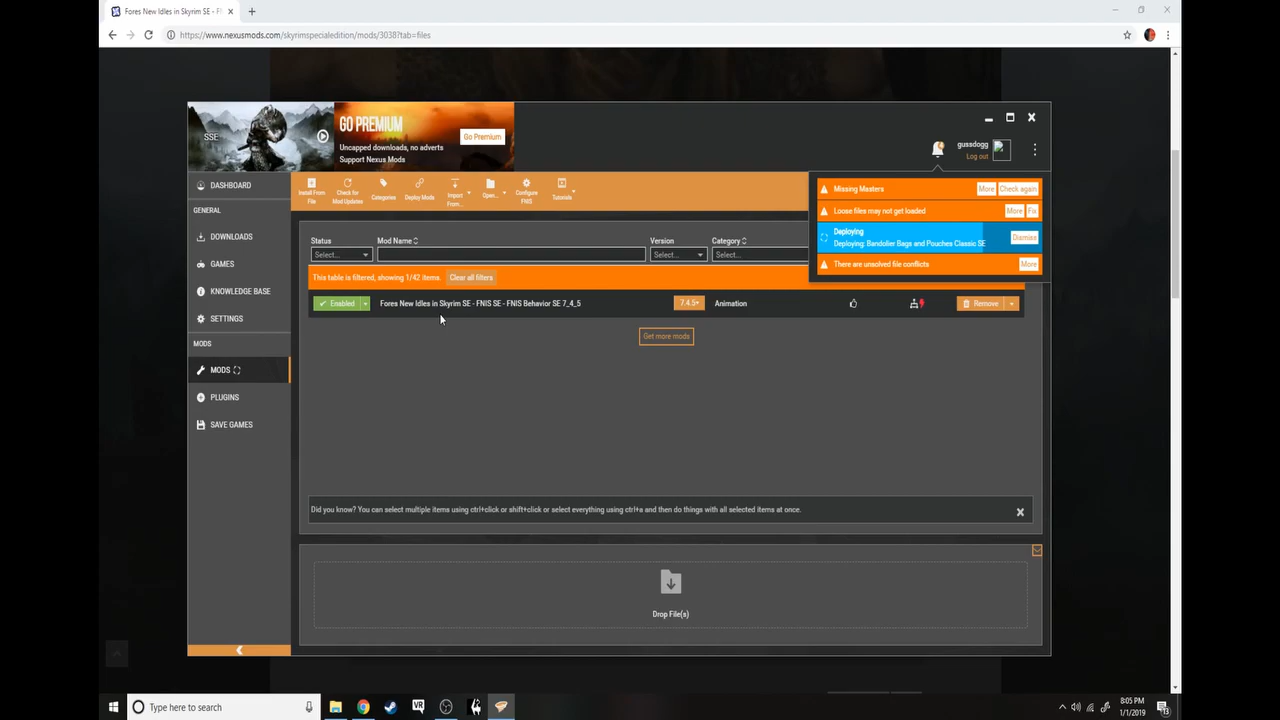 Fores New Idles in Skyrim SE - F
https://www.nexusmods.com/skyrimspecialedition/mods/3038?tab=files
SSE
GO PREMIUM
Uncapped downloads, no adverts
Support Nexus Mods
Go Premium
gussdogg
Log out
DASHBOARD
GENERAL
DOWNLOADS
GAMES
KNOWLEDGE BASE
SETTINGS
MODS
MODS
PLUGINS
SAVE GAMES
Install From File
Check for Mod Updates
Categories
Deploy Mods
Import From...
Open...
Configure FNIS
Tutorials
Missing Masters More Check again
Loose files may not get loaded More Fix
Deploying
Deploying: Bandolier Bags and Pouches Classic SE Dismiss
There are unsolved file conflicts More
Status Mod Name Version Category
Select... Select... Select...
This table is filtered, showing 1/42 items. Clear all filters
Enabled Fores New Idles in Skyrim SE - FNIS SE - FNIS Behavior SE 7_4_5 7.4.5+ Animation Remove
Get more mods
Did you know? You can select multiple items using ctrl+click or shift+click or select everything using ctrl+a and then do things with all selected items at once.
Drop File(s)
Type here to search
VR
8:05 PM
1/1/2019
13